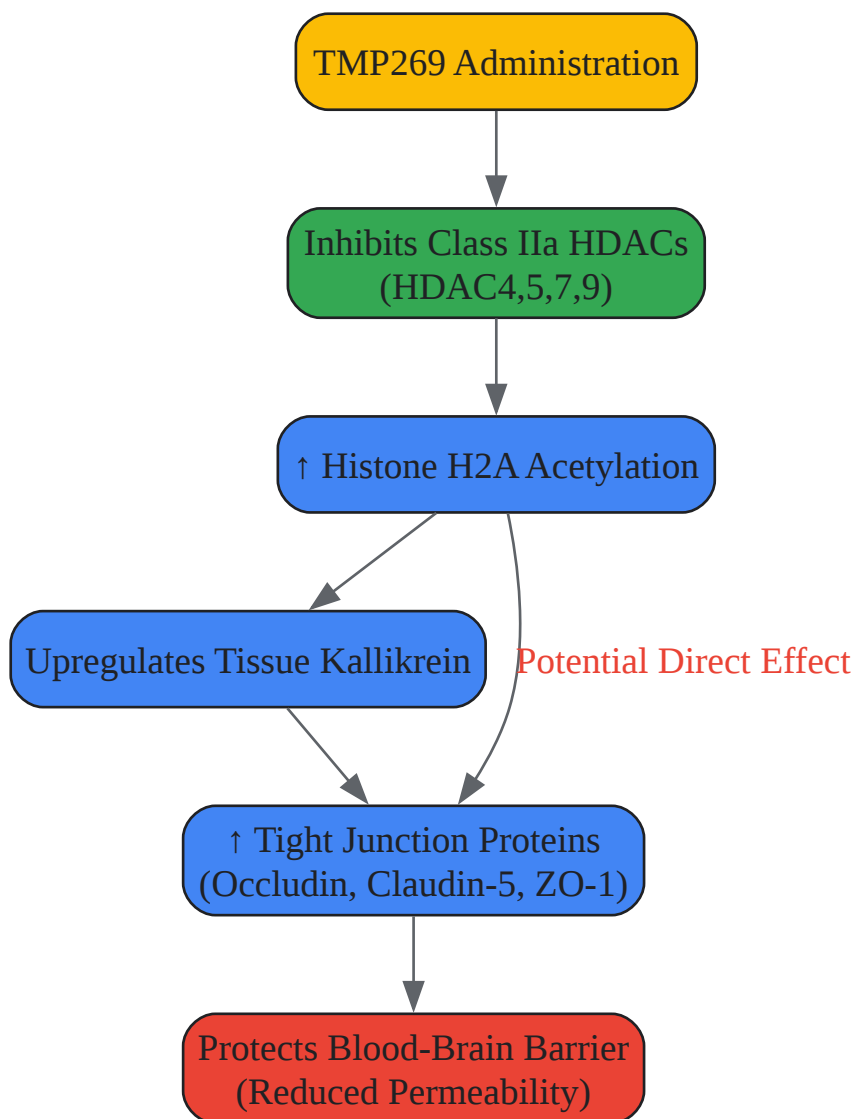 TMP269 Administration
Inhibits Class IIa HDACs
(HDAC4,5,7,9)
↑ Histone H2A Acetylation
Upregulates Tissue Kallikrein
Potential Direct Effect
↑ Tight Junction Proteins
(Occludin, Claudin-5, ZO-1)
Protects Blood-Brain Barrier
(Reduced Permeability)